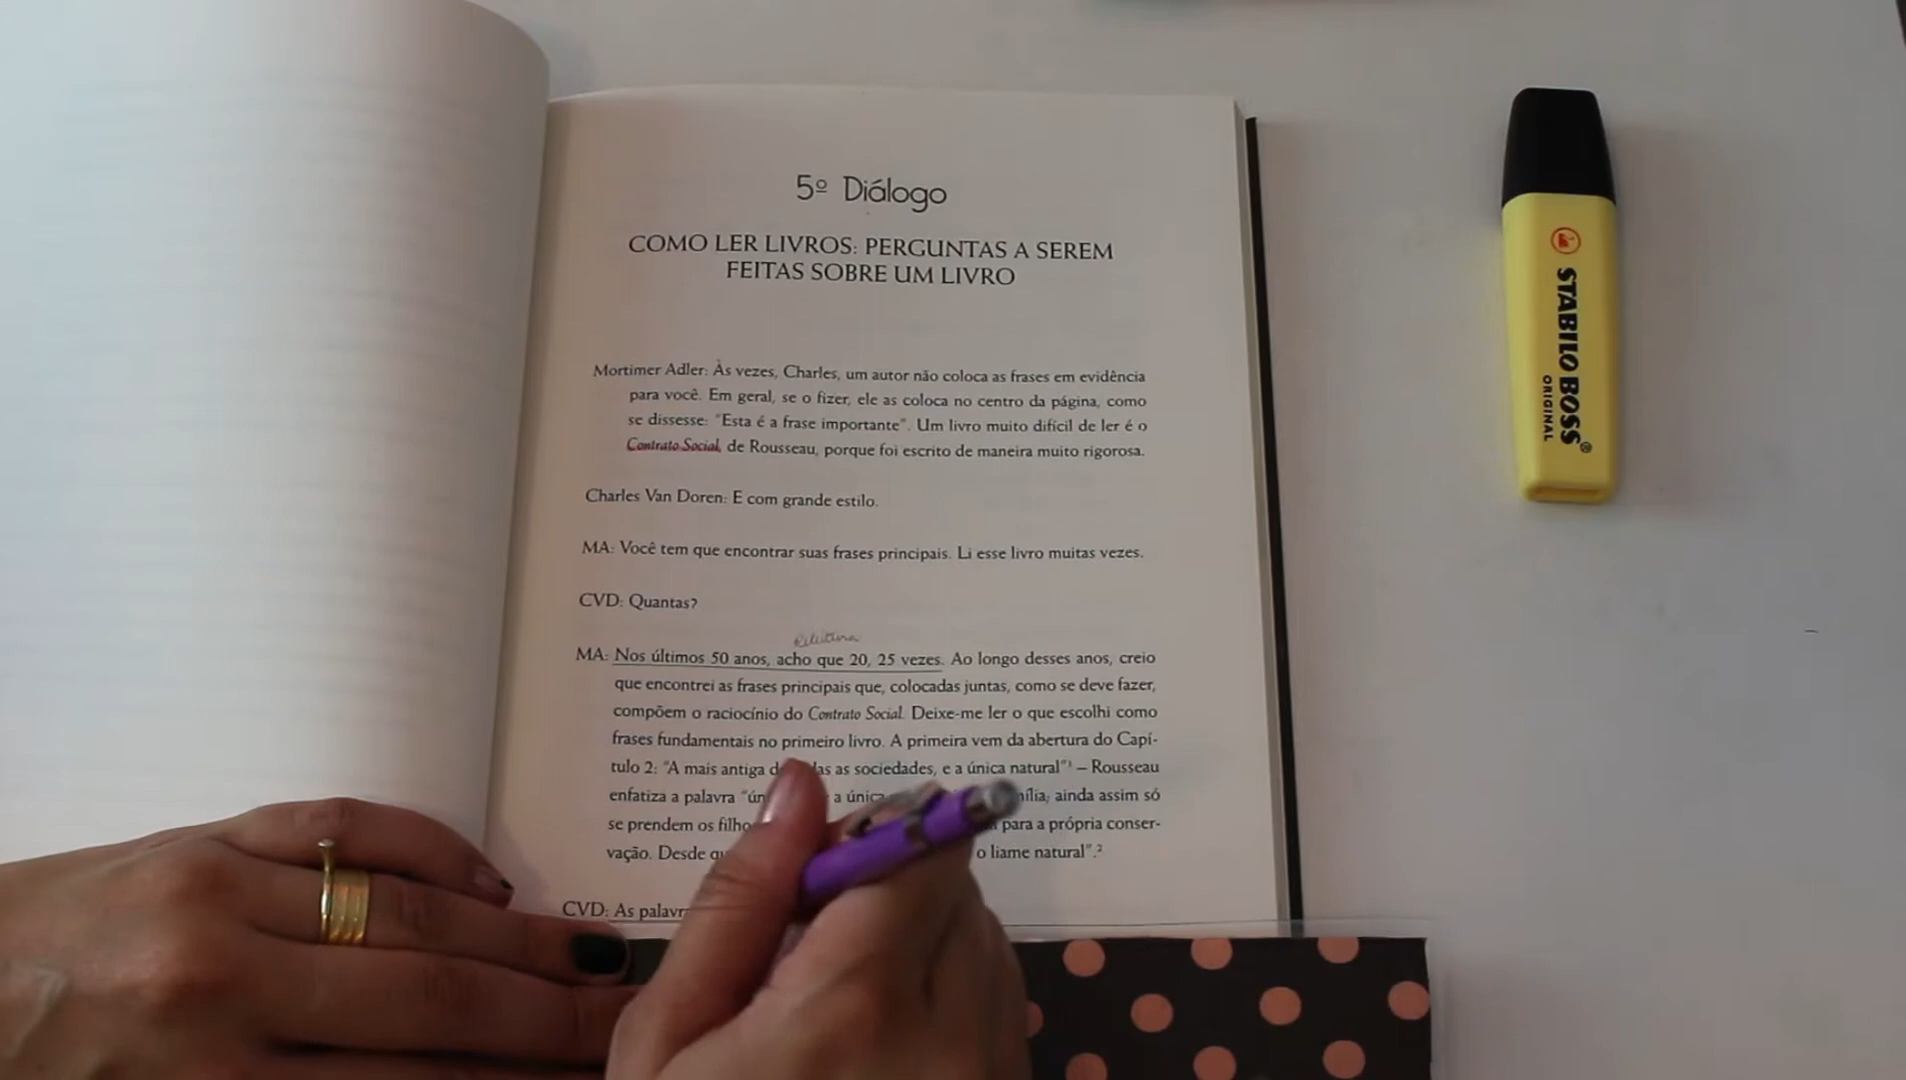 5º Diálogo
COMO LER LIVROS: PERGUNTAS A SEREM
FEITAS SOBRE UM LIVRO
Mortimer Adler: Às vezes, Charles, um autor não coloca as frases em evidência
para você. Em geral, se o fizer, ele as coloca no centro da página, como
se dissesse: "Esta é a frase importante". Um livro muito difícil de ler é o
Contrato Social, de Rousseau, porque foi escrito de maneira muito rigorosa.
Charles Van Doren: E com grande estilo.
MA: Você tem que encontrar suas frases principais. Li esse livro muitas vezes.
CVD: Quantas?
MA: Nos últimos 50 anos, acho que 20, 25 vezes. Ao longo desses anos, creio
que encontrei as frases principais que, colocadas juntas, como se deve fazer,
compõem o raciocínio do Contrato Social. Deixe-me ler o que escolhi como
frases fundamentais no primeiro livro. A primeira vem da abertura do Capí-
tulo 2: "A mais antiga as sociedades, e a única natural"¹ – Rousseau
enfatiza a palavra a ainda assim só
se prendem os para a própria conser-
vação. Desde o liame natural".²
CVD: As
STABILO BOSS®
ORIGINAL